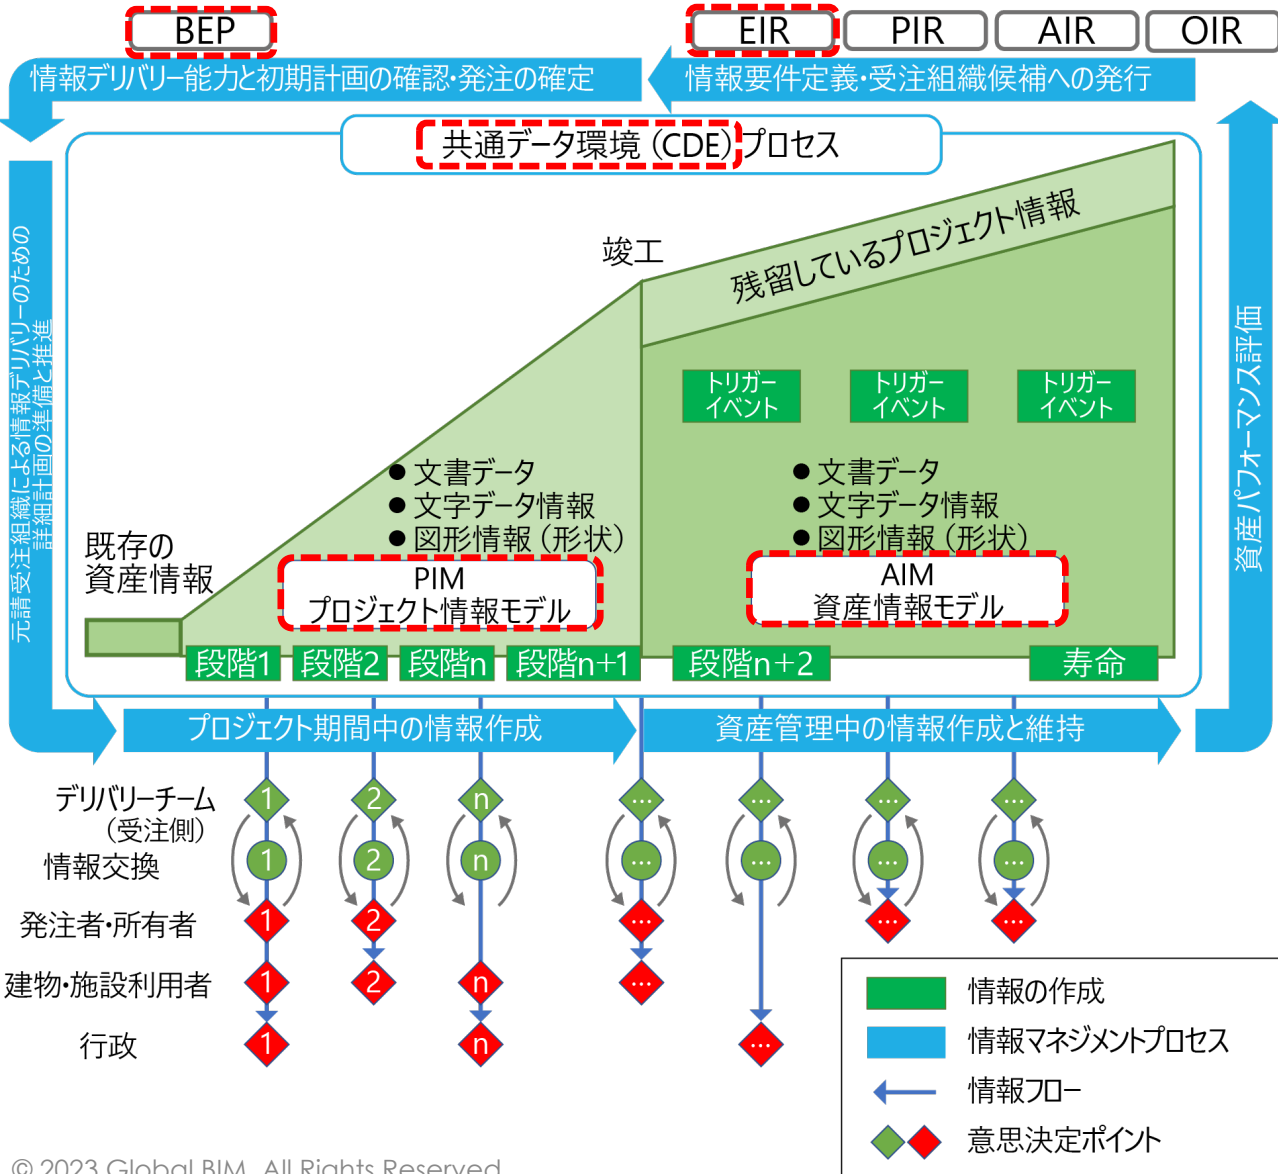 BEP
EIR
PIR
AIR
OIR
情報デリバリー能力と初期計画の確認・発注の確定
情報要件定義・受注組織候補への発行
共通データ環境（CDE）プロセス
元請受注組織による情報デリバリーのための
詳細計画の準備と推進
竣工
残留しているプロジェクト情報
トリガー
イベント
トリガー
イベント
トリガー
イベント
資産パフォーマンス評価
● 文書データ
● 文字データ情報
● 図形情報（形状）
● 文書データ
● 文字データ情報
● 図形情報（形状）
既存の
資産情報
PIM
プロジェクト情報モデル
AIM
資産情報モデル
段階1
段階2
段階n
段階n+1
段階n+2
寿命
プロジェクト期間中の情報作成
資産管理中の情報作成と維持
デリバリーチーム
（受注側）
1
2
n
...
...
...
...
情報交換
1
2
n
...
...
...
...
発注者・所有者
1
2
...
...
...
建物・施設利用者
1
2
n
...
行政
1
n
...
情報の作成
情報マネジメントプロセス
情報フロー
意思決定ポイント
© 2023 Global BIM. All Rights Reserved